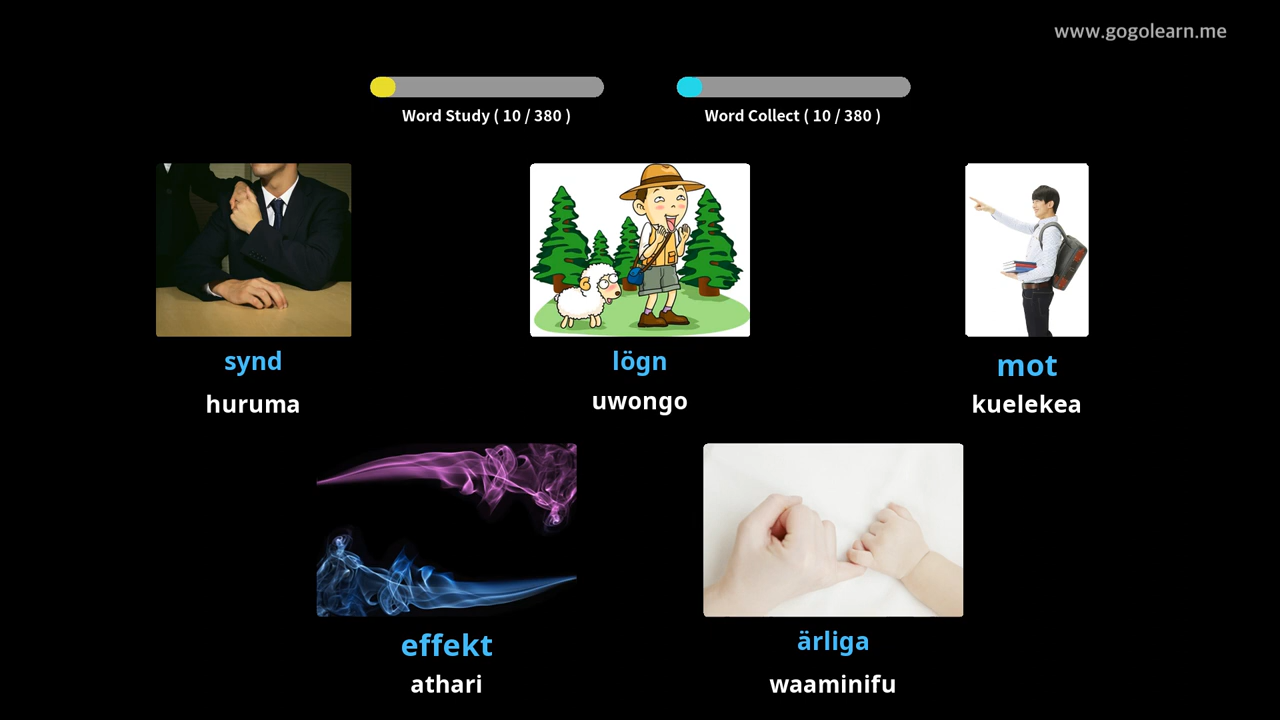 www.gogolearn.me
Word Study ( 10 / 380 )
Word Collect ( 10 / 380 )
synd
huruma
lögn
uwongo
mot
kuelekea
effekt
athari
ärliga
waaminifu